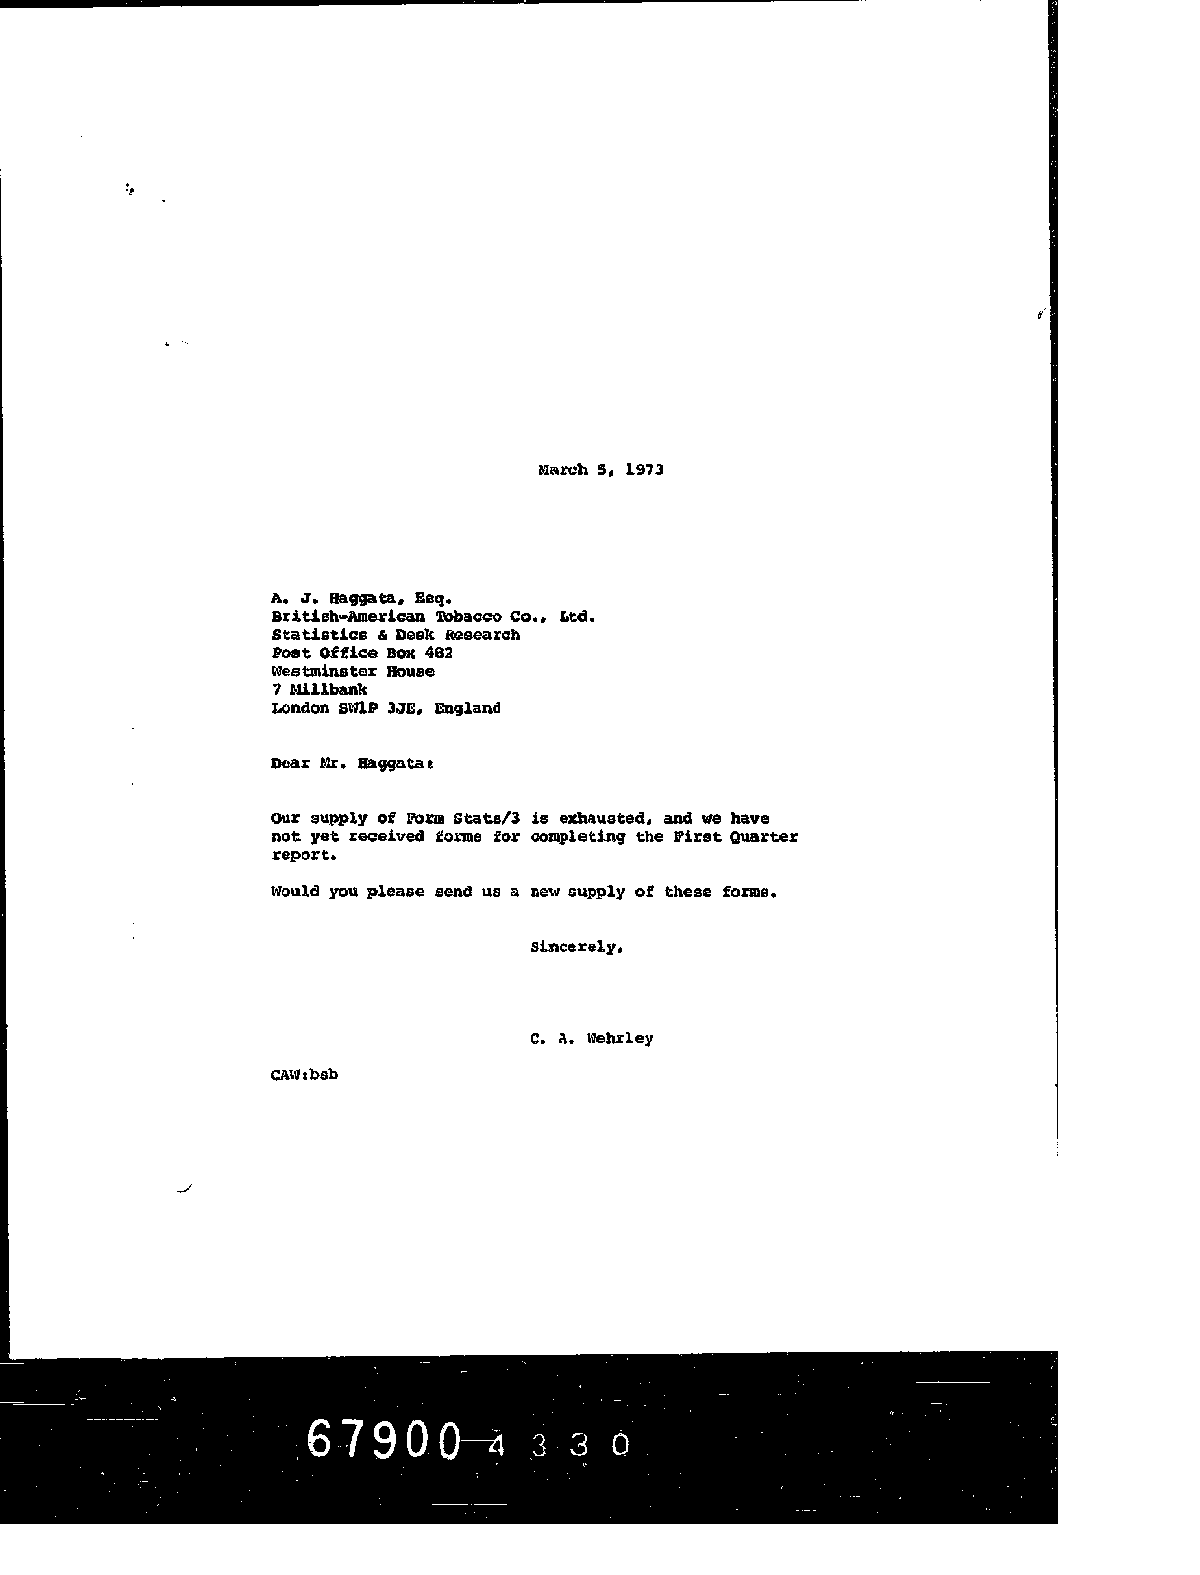 March 5, 1973
A. J. Haggata, Esq.
British-American Tobacco Co., Ltd.
Statistics & Desk Research
Post Office Box 482
Westminster House
7 Millbank
London SW1P 3JE, England
Dear Mr. Haggata:
Our supply of Form Stats/3 is exhausted, and we have
not yet received forms for completing the First Quarter
report.
Would you please send us a new supply of these forms.
Sincerely,
C. A. Wehrley
CAW:bsb
67900 4330